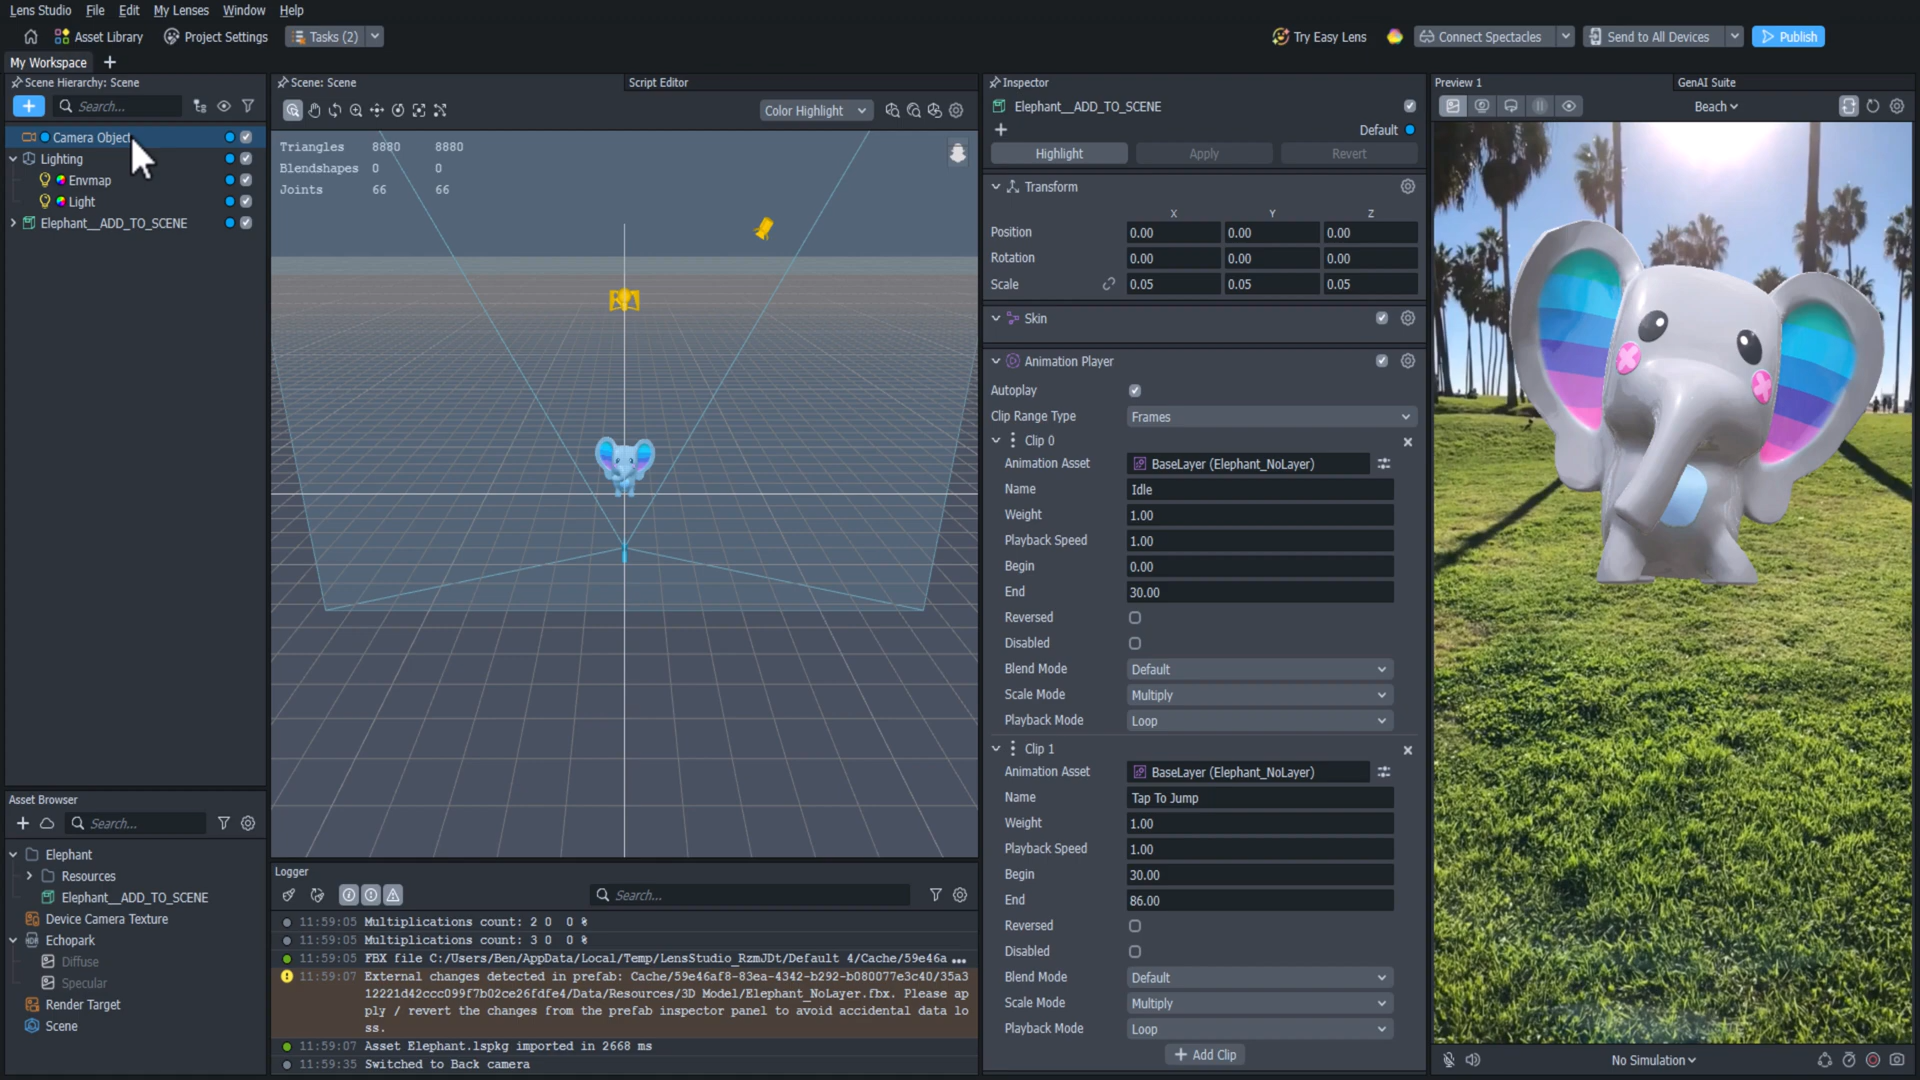 Lens Studio File Edit My Lenses Window Help
Asset Library Project Settings Tasks (2) Try Easy Lens Connect Spectacles Send to All Devices Publish
My Workspace
Scene Hierarchy: Scene
Search...
Camera Object
Lighting
Envmap
Light
Elephant__ADD_TO_SCENE
Asset Browser
Search...
Elephant
Resources
Elephant__ADD_TO_SCENE
Device Camera Texture
Echopark
Diffuse
Specular
Render Target
Scene
Scene: Scene
Script Editor
Color Highlight
Triangles 8880 8880
Blendshapes 0 0
Joints 66 66
Logger
Search...
11:59:05 Multiplications count: 2 0 0 %
11:59:05 Multiplications count: 3 0 0 %
11:59:05 FBX file C:/Users/Ben/AppData/Local/Temp/LensStudio_RzmJDt/Default 4/Cache/59e46a ...
11:59:07 External changes detected in prefab: Cache/59e46af8-83ea-4342-b292-b080077e3c40/35a3
12221d42ccc099f7b02ce26fdfe4/Data/Resources/3D Model/Elephant_NoLayer.fbx. Please ap
ply / revert the changes from the prefab inspector panel to avoid accidental data lo
ss.
11:59:07 Asset Elephant.lspkg imported in 2668 ms
11:59:35 Switched to Back camera
Inspector
Elephant__ADD_TO_SCENE
Default
Highlight Apply Revert
Transform
X Y Z
Position 0.00 0.00 0.00
Rotation 0.00 0.00 0.00
Scale 0.05 0.05 0.05
Skin
Animation Player
Autoplay
Clip Range Type Frames
Clip 0
Animation Asset BaseLayer (Elephant_NoLayer)
Name Idle
Weight 1.00
Playback Speed 1.00
Begin 0.00
End 30.00
Reversed
Disabled
Blend Mode Default
Scale Mode Multiply
Playback Mode Loop
Clip 1
Animation Asset BaseLayer (Elephant_NoLayer)
Name Tap To Jump
Weight 1.00
Playback Speed 1.00
Begin 30.00
End 86.00
Reversed
Disabled
Blend Mode Default
Scale Mode Multiply
Playback Mode Loop
Add Clip
Preview 1
GenAI Suite
Beach
No Simulation